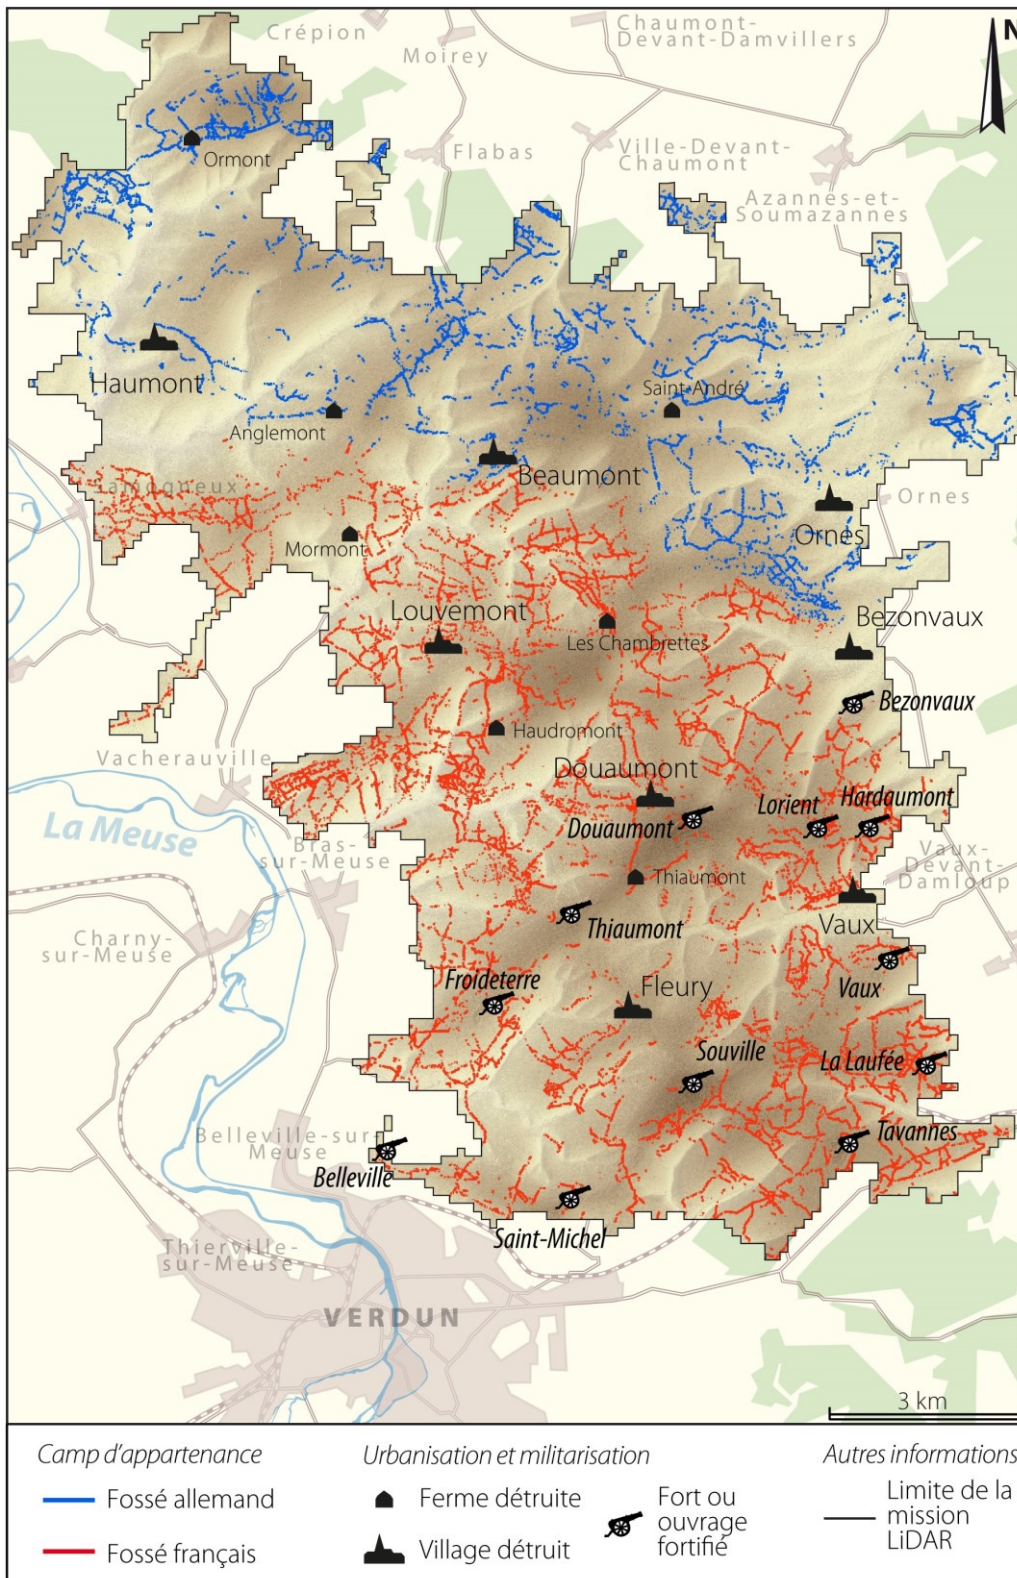 Crépion
Moirey
Chaumont-
Devant-Damvillers
N
Ormont
Flabas
Ville-Devant-
Chaumont
Azannes-et-
Soumazannes
Haumont
Anglemont
Saint-André
Beaumont
Ornes
Ornes
Samogneux
Mormont
Louvemont
Les Chambrettes
Bezonvaux
Bezonvaux
Haudromont
Vacherauville
Douaumont
Douaumont
Lorient
Hardaumont
La Meuse
Bras-
sur-Meuse
Thiaumont
Vaux-
Devant-
Damloup
Charny-
sur-Meuse
Thiaumont
Vaux
Froideterre
Fleury
Vaux
Souville
La Laufée
Belleville-sur-
Meuse
Belleville
Tavannes
Saint-Michel
Thierville-
sur-Meuse
VERDUN
3 km
Camp d'appartenance
Fossé allemand
Fossé français
Urbanisation et militarisation
Ferme détruite
Village détruit
Fort ou
ouvrage
fortifié
Autres informations
Limite de la
mission
LiDAR